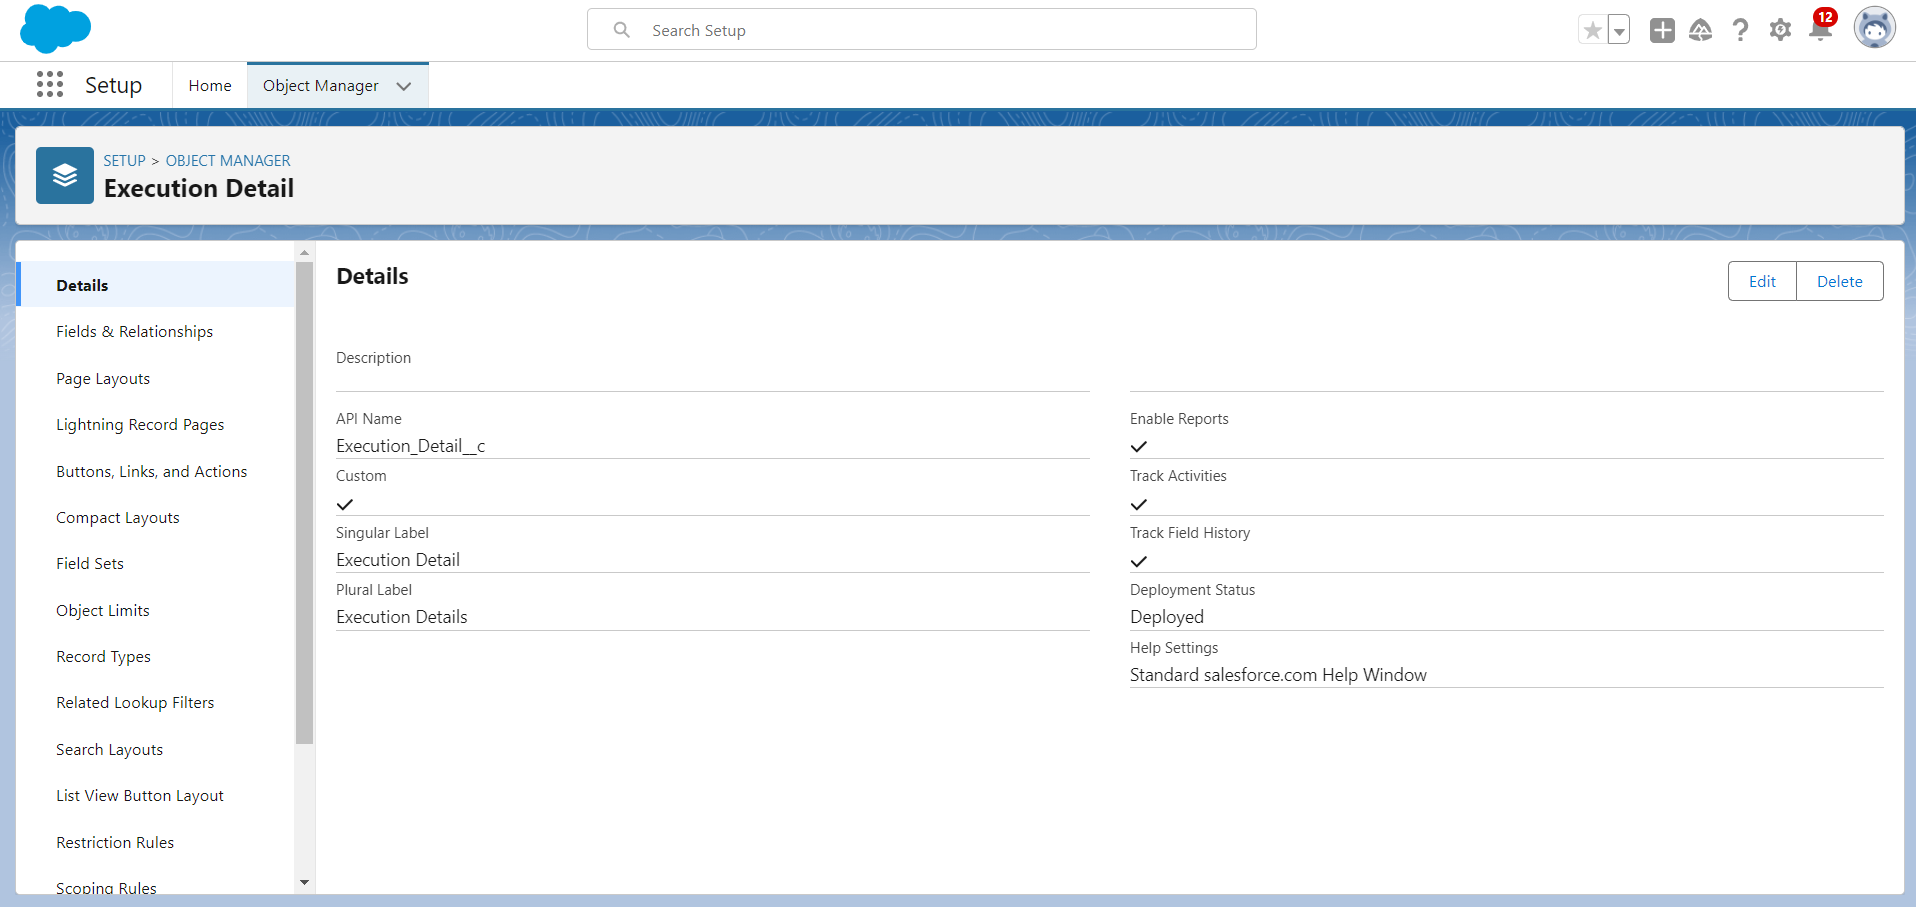 Search Setup
12
Setup
Home
Object Manager
SETUP > OBJECT MANAGER
Execution Detail
Details
Fields & Relationships
Page Layouts
Lightning Record Pages
Buttons, Links, and Actions
Compact Layouts
Field Sets
Object Limits
Record Types
Related Lookup Filters
Search Layouts
List View Button Layout
Restriction Rules
Scoping Rules
Details
Edit
Delete
Description
API Name
Execution_Detail__c
Custom
Singular Label
Execution Detail
Plural Label
Execution Details
Enable Reports
Track Activities
Track Field History
Deployment Status
Deployed
Help Settings
Standard salesforce.com Help Window